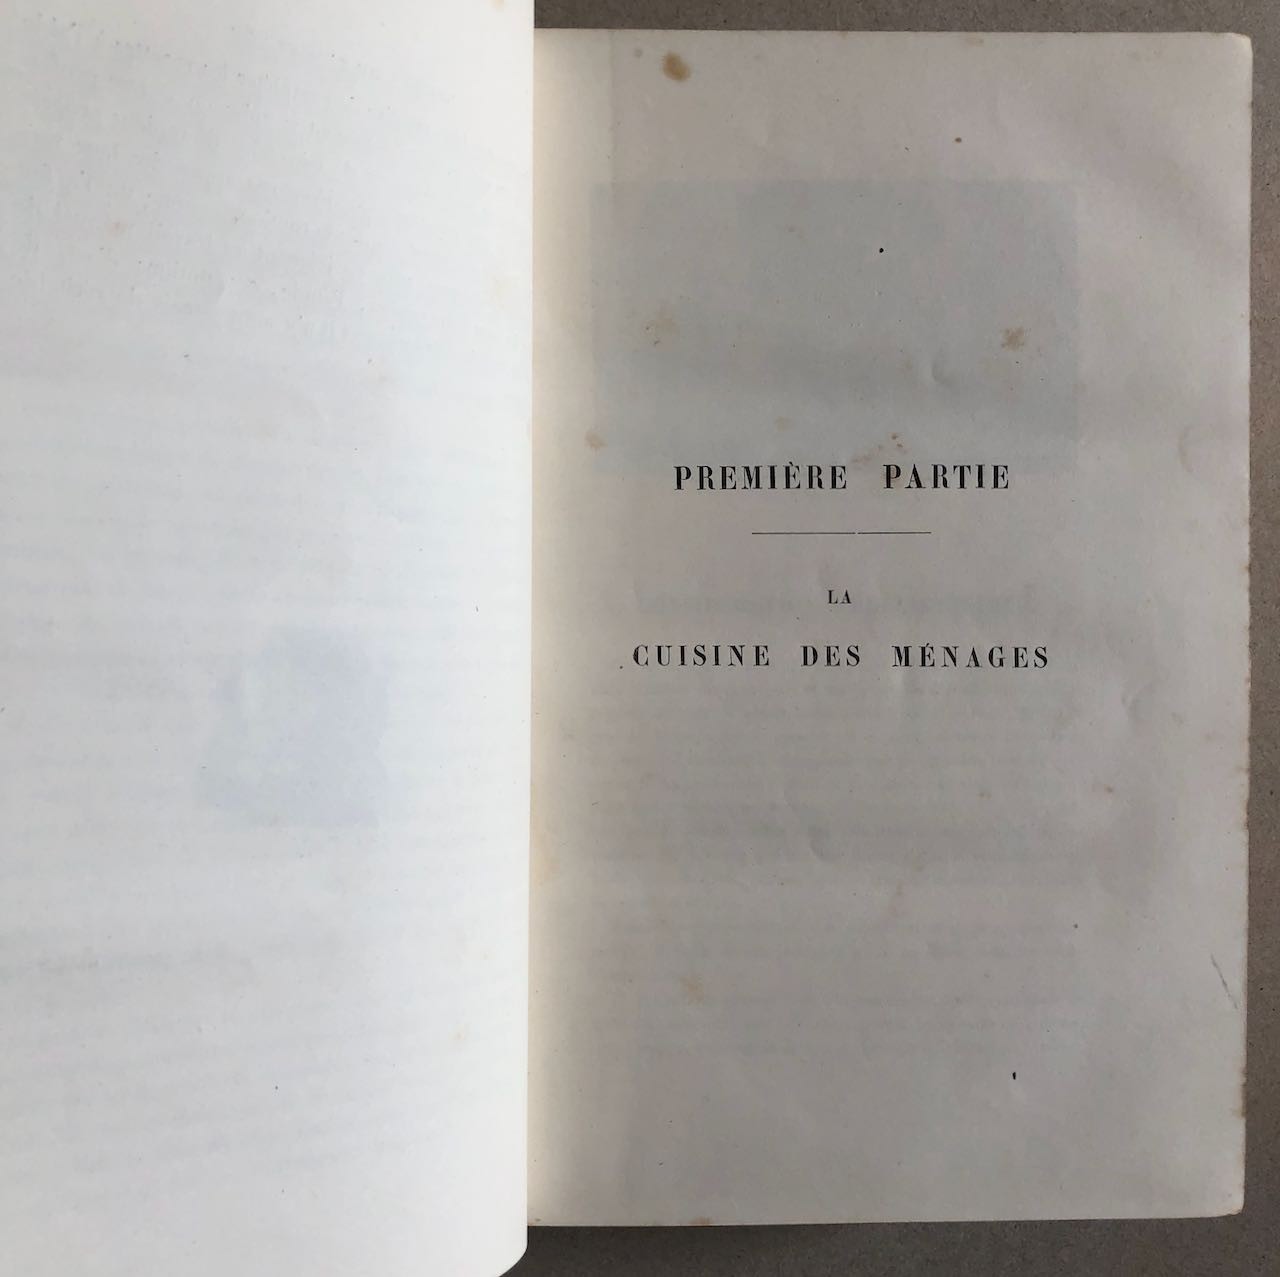 PREMIÈRE PARTIE
LA
CUISINE DES MÉNAGES